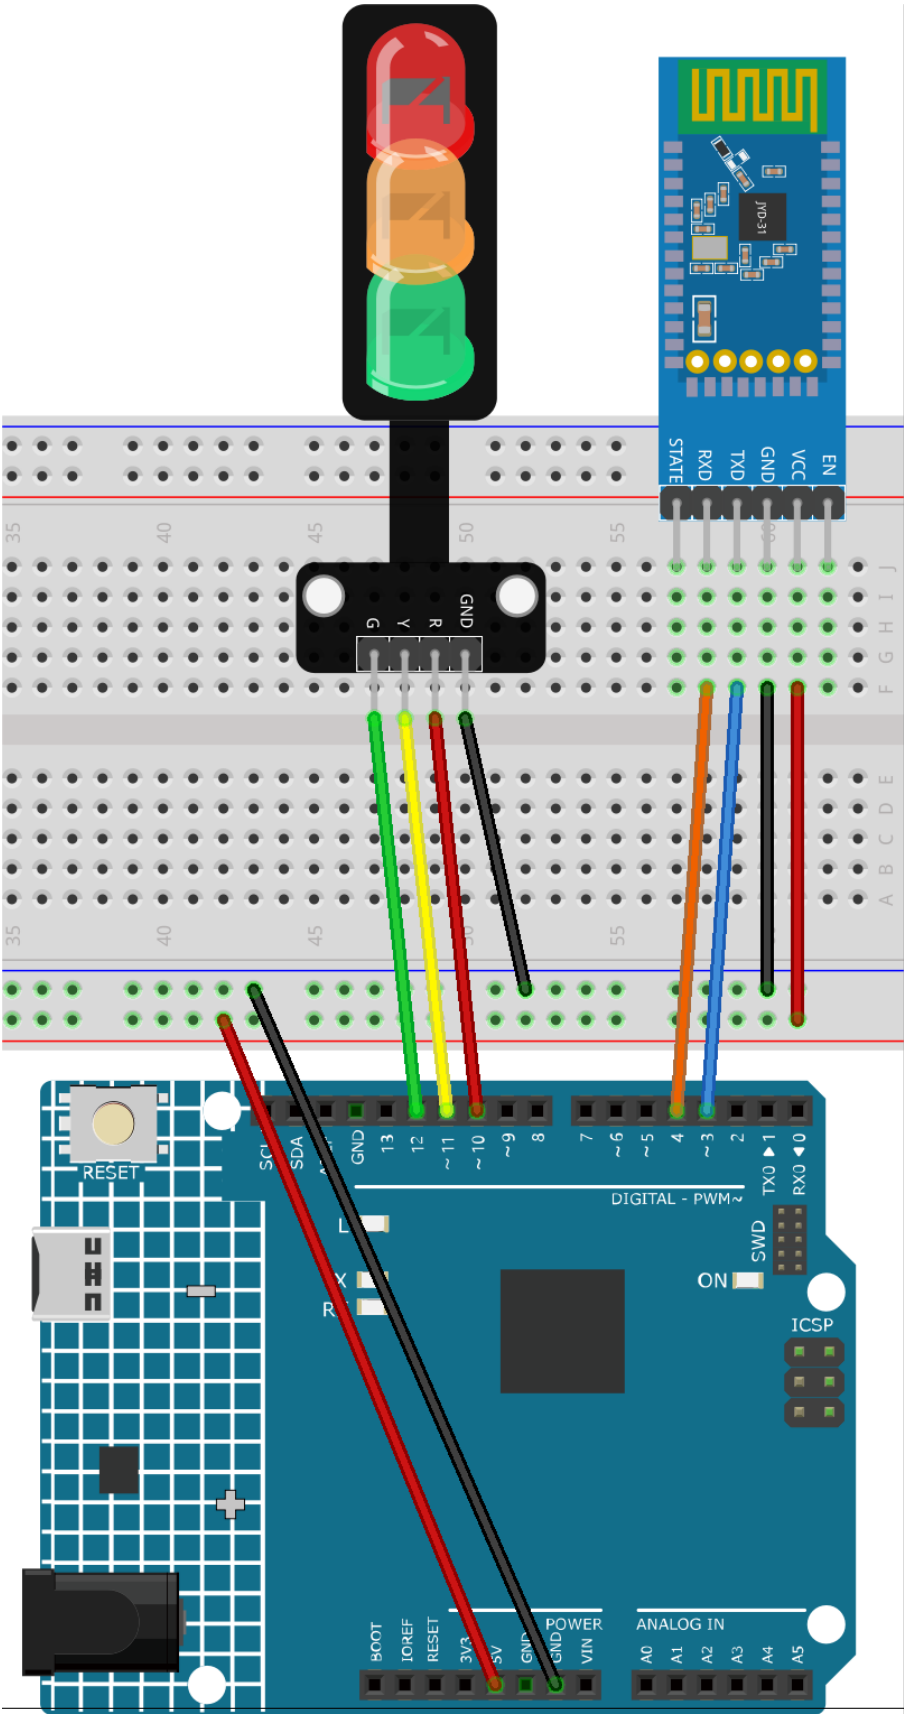 JYD-31
STATE
RXD
TXD
GND
VCC
EN
35
40
45
50
55
J
I
H
G
F
G
Y
R
GND
E
D
C
B
A
35
40
45
50
55
RESET
SCL
SDA
GND
13
12
~11
~10
~9
8
7
~6
~5
4
~3
2
TX0 ▶ 1
RX0 ◀ 0
DIGITAL - PWM~
L
SWD
ON
ICSP
BOOT
IOREF
RESET
3V3
5V
GND
GND
VIN
POWER
ANALOG IN
A0
A1
A2
A3
A4
A5